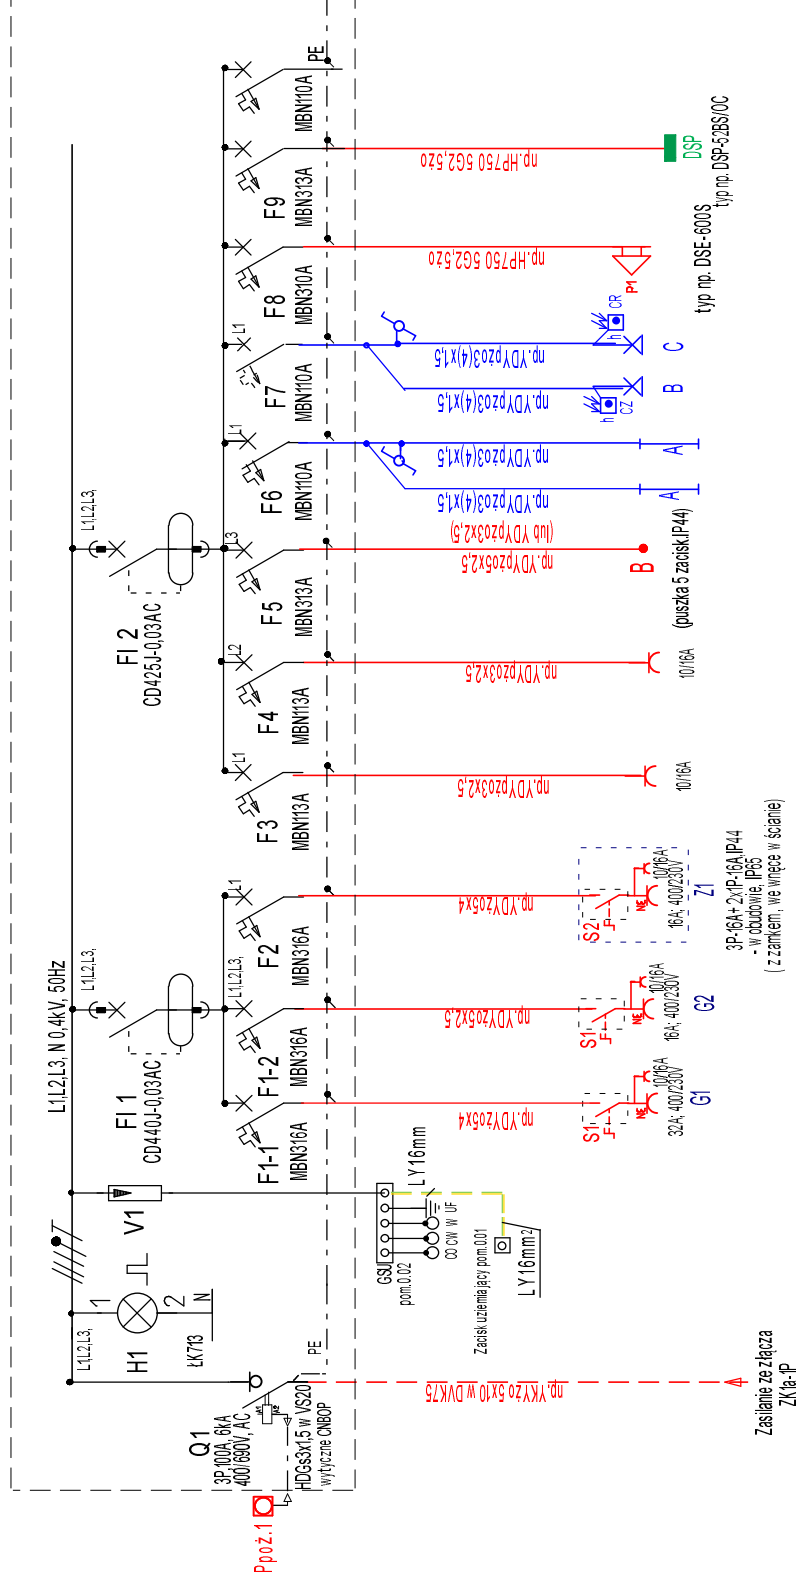 Ppoż.1
Q1
3P,100A, 6kA
400/690V, AC
A1
A2
HDGs3x1,5 w VS20
wytyczne CNBOP
PE
np,YKYżo 5x10 w DVK75
Zasilanie ze złącza
ZK1a-1P
L1,L2,L3,
H1
1
2
N
ŁK713
V1
GSU
pom.0.02
CO
CW
W
UF
LY16mm
Zacisk uziemiający pom.0.01
LY16mm²
L1,L2,L3, N 0,4kV, 50Hz
L1,L2,L3,
FI 1
CD440J-0,03AC
L1,L2,L3,
F1-1
MBN316A
np.YDYżo5x4
S1
NE
10/16A
32A; 400/230V
G1
F1-2
MBN316A
np.YDYżo5x2,5
S1
NE
10/16A
16A; 400/230V
G2
L1
F2
MBN316A
np.YDYżo5x4
S2
NE
10/16A
16A; 400/230V
Z1
3P-16A+ 2x1P-16A,IP44
- w obudowie, IP65
( z zamkem , we wnęce w ścianie)
L1,L2,L3,
FI 2
CD425J-0,03AC
L1
F3
MBN113A
np.YDYpżo3x2,5
10/16A
L2
F4
MBN113A
np.YDYpżo3x2,5
10/16A
L3
F5
MBN313A
np.YDYpżo5x2,5
(lub YDYpżo3x2,5)
B
(puszka 5 zacisk.IP44)
L1
F6
MBN110A
np.YDYpżo3(4)x1,5
np.YDYpżo3(4)x1,5
A
A
L1
F7
MBN110A
np.YDYpżo3(4)x1,5
np.YDYpżo3(4)x1,5
h
CZ
B
h
CR
C
F8
MBN310A
np.HP750 5G2,5żo
P1
typ np. DSE-600S
F9
MBN313A
np.HP750 5G2,5żo
DSP
typ np. DSP-52BS/OC
MBN110A
PE